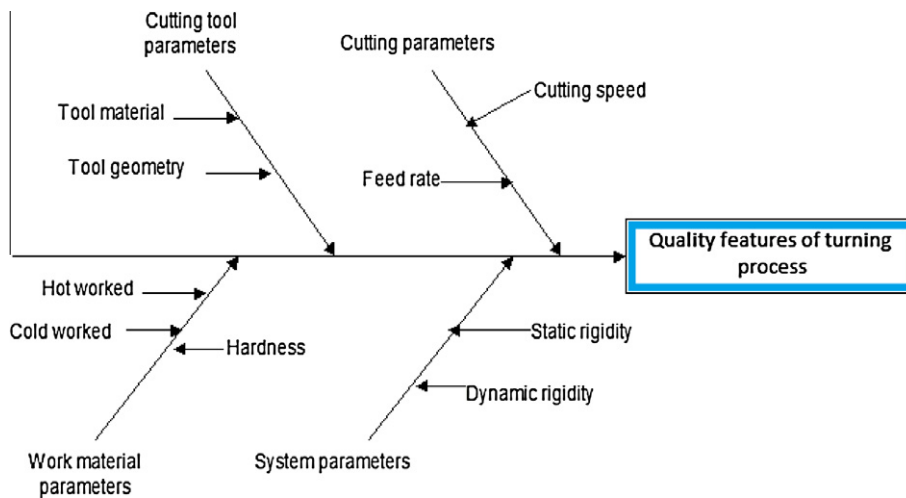 Cutting tool
parameters
Cutting parameters
Tool material
Cutting speed
Tool geometry
Feed rate
Quality features of turning
process
Hot worked
Cold worked
Hardness
Static rigidity
Dynamic rigidity
Work material
parameters
System parameters